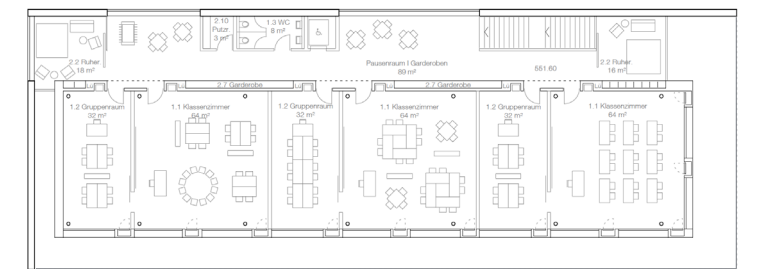 2.10
Putzr.
3 m²
1.3 WC
8 m²
2.2 Ruher
18 m²
Pausenraum I Garderoben
89 m²
551.60
2.2 Ruher
16 m²
2.7 Garderobe
2.7 Garderobe
1.2 Gruppenraum
32 m²
1.1 Klassenzimmer
64 m²
1.2 Gruppenraum
32 m²
1.1 Klassenzimmer
64 m²
1.2 Gruppenraum
32 m²
1.1 Klassenzimmer
64 m²